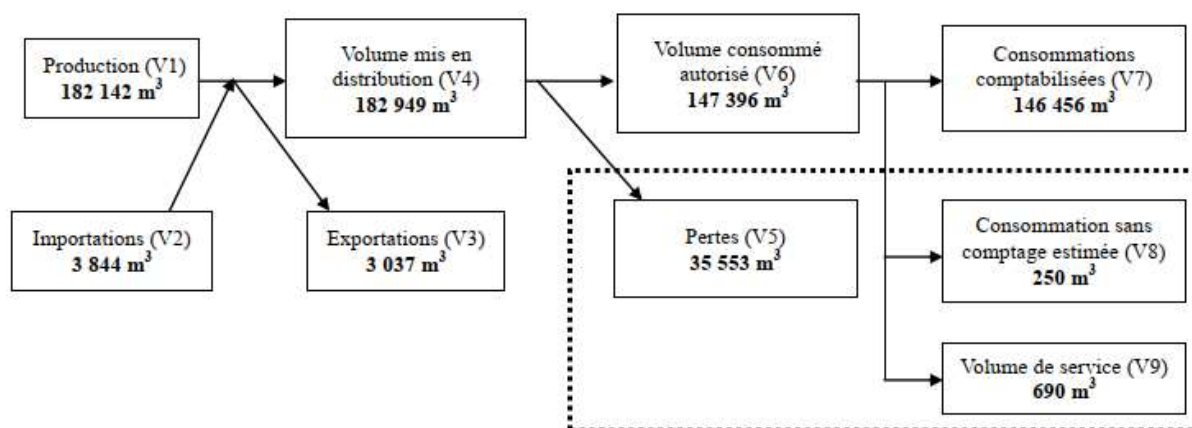 Production (V1)
182 142 m³
Volume mis en
distribution (V4)
182 949 m³
Volume consommé
autorisé (V6)
147 396 m³
Consommations
comptabilisées (V7)
146 456 m³
Importations (V2)
3 844 m³
Exportations (V3)
3 037 m³
Pertes (V5)
35 553 m³
Consommation sans
comptage estimée (V8)
250 m³
Volume de service (V9)
690 m³